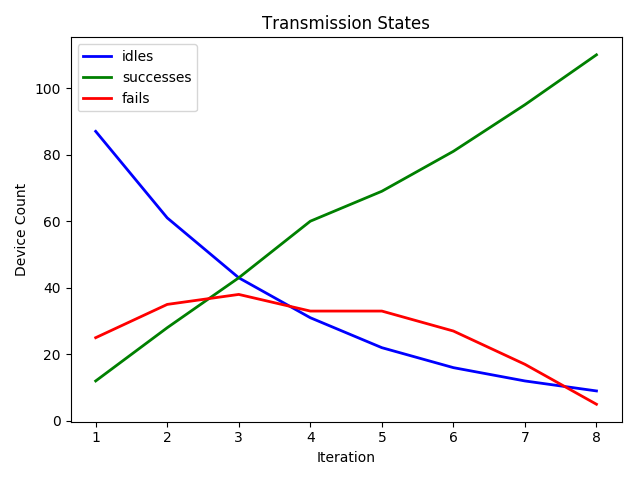 Transmission States
idles
successes
fails
Device Count
100
80
60
40
20
0
1 2 3 4 5 6 7 8
Iteration